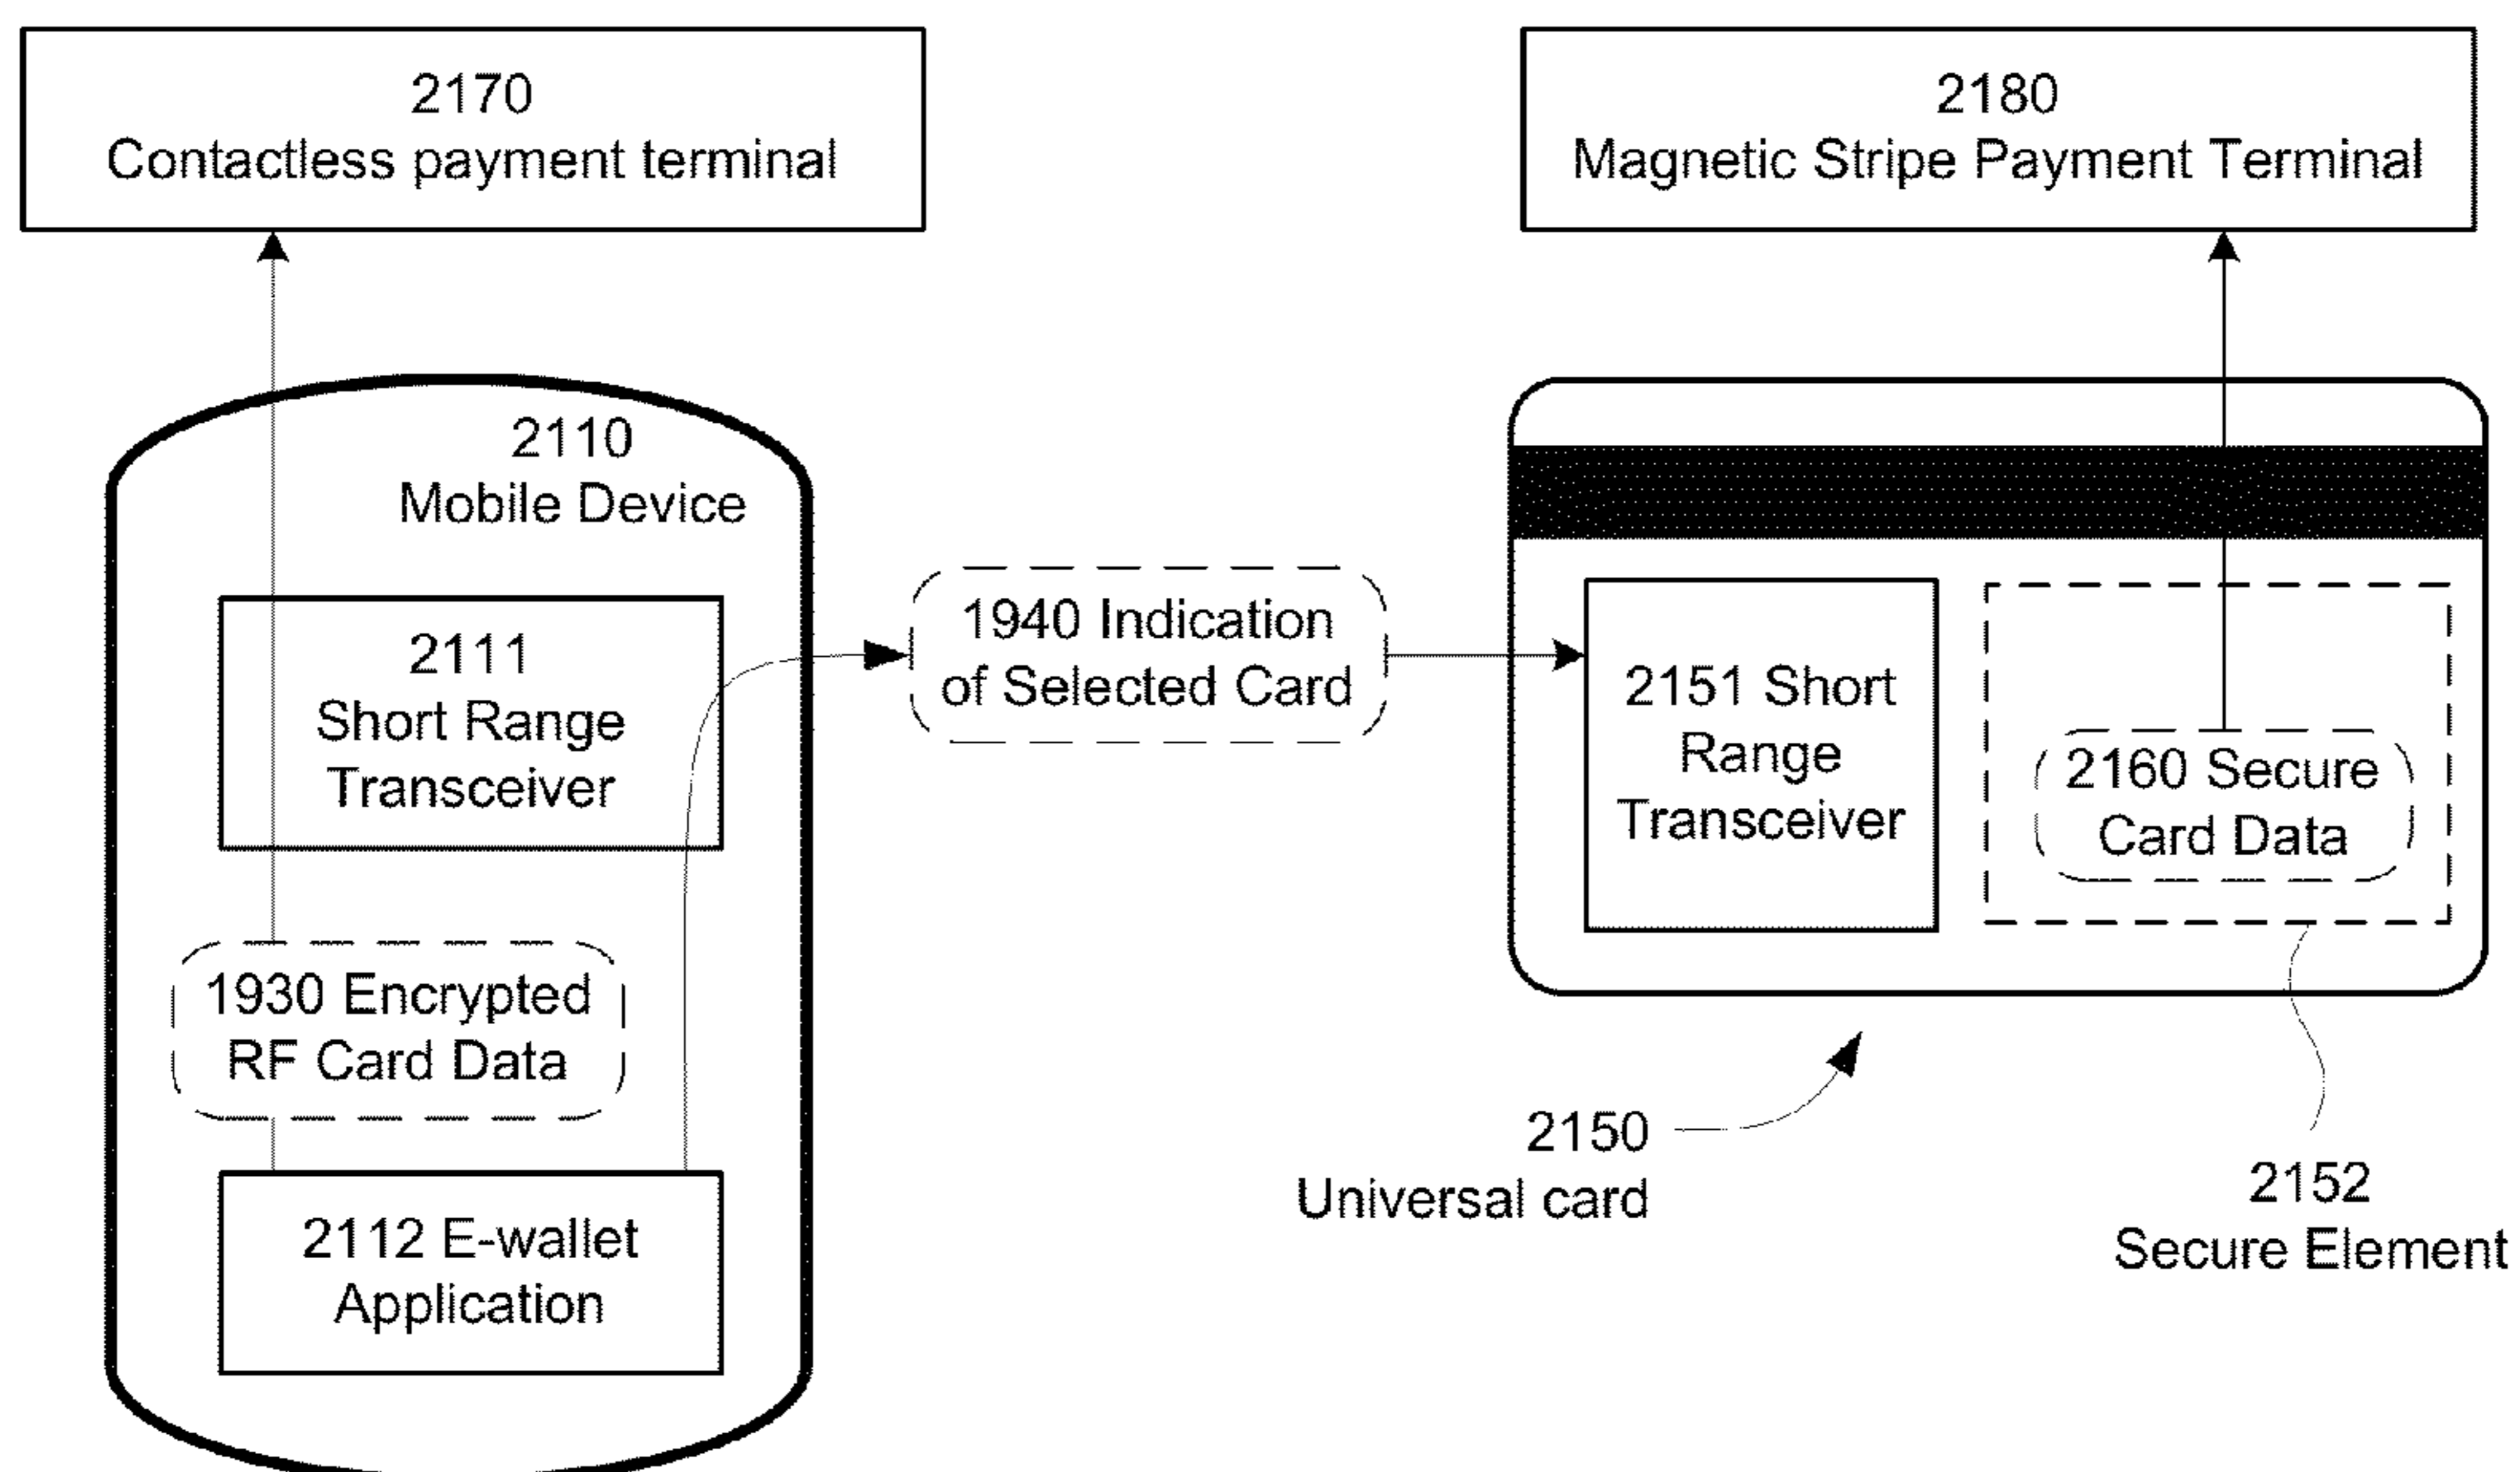 2170
Contactless payment terminal
2180
Magnetic Stripe Payment Terminal
2110
Mobile Device
2111
Short Range
Transceiver
1940 Indication
of Selected Card
2151 Short
Range
Transceiver
2160 Secure
Card Data
1930 Encrypted
RF Card Data
2112 E-wallet
Application
2150
Universal card
2152
Secure Element